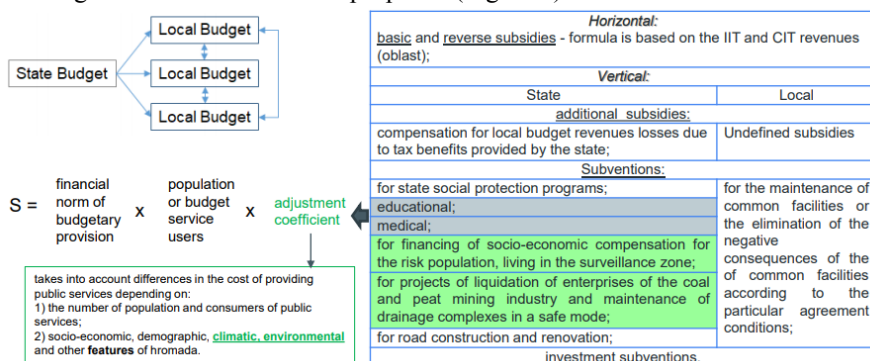 Local Budget
State Budget
Local Budget
Local Budget
S =
financial
norm of
budgetary
provision
x
population
or budget
service
users
x
adjustment
coefficient
takes into account differences in the cost of providing
public services depending on:
1) the number of population and consumers of public
services;
2) socio-economic, demographic, climatic, environmental
and other features of hromada.
Horizontal:
basic and reverse subsidies - formula is based on the IIT and CIT revenues
(oblast);
Vertical:
State
Local
additional subsidies:
compensation for local budget revenues losses due
to tax benefits provided by the state;
Undefined subsidies
Subventions:
for state social protection programs;
educational;
medical;
for financing of socio-economic compensation for
the risk population, living in the surveillance zone;
for projects of liquidation of enterprises of the coal
and peat mining industry and maintenance of
drainage complexes in a safe mode;
for road construction and renovation;
for the maintenance of
common facilities or
the elimination of the
negative
consequences of the
of common facilities
according to the
particular agreement
conditions;
investment subventions.